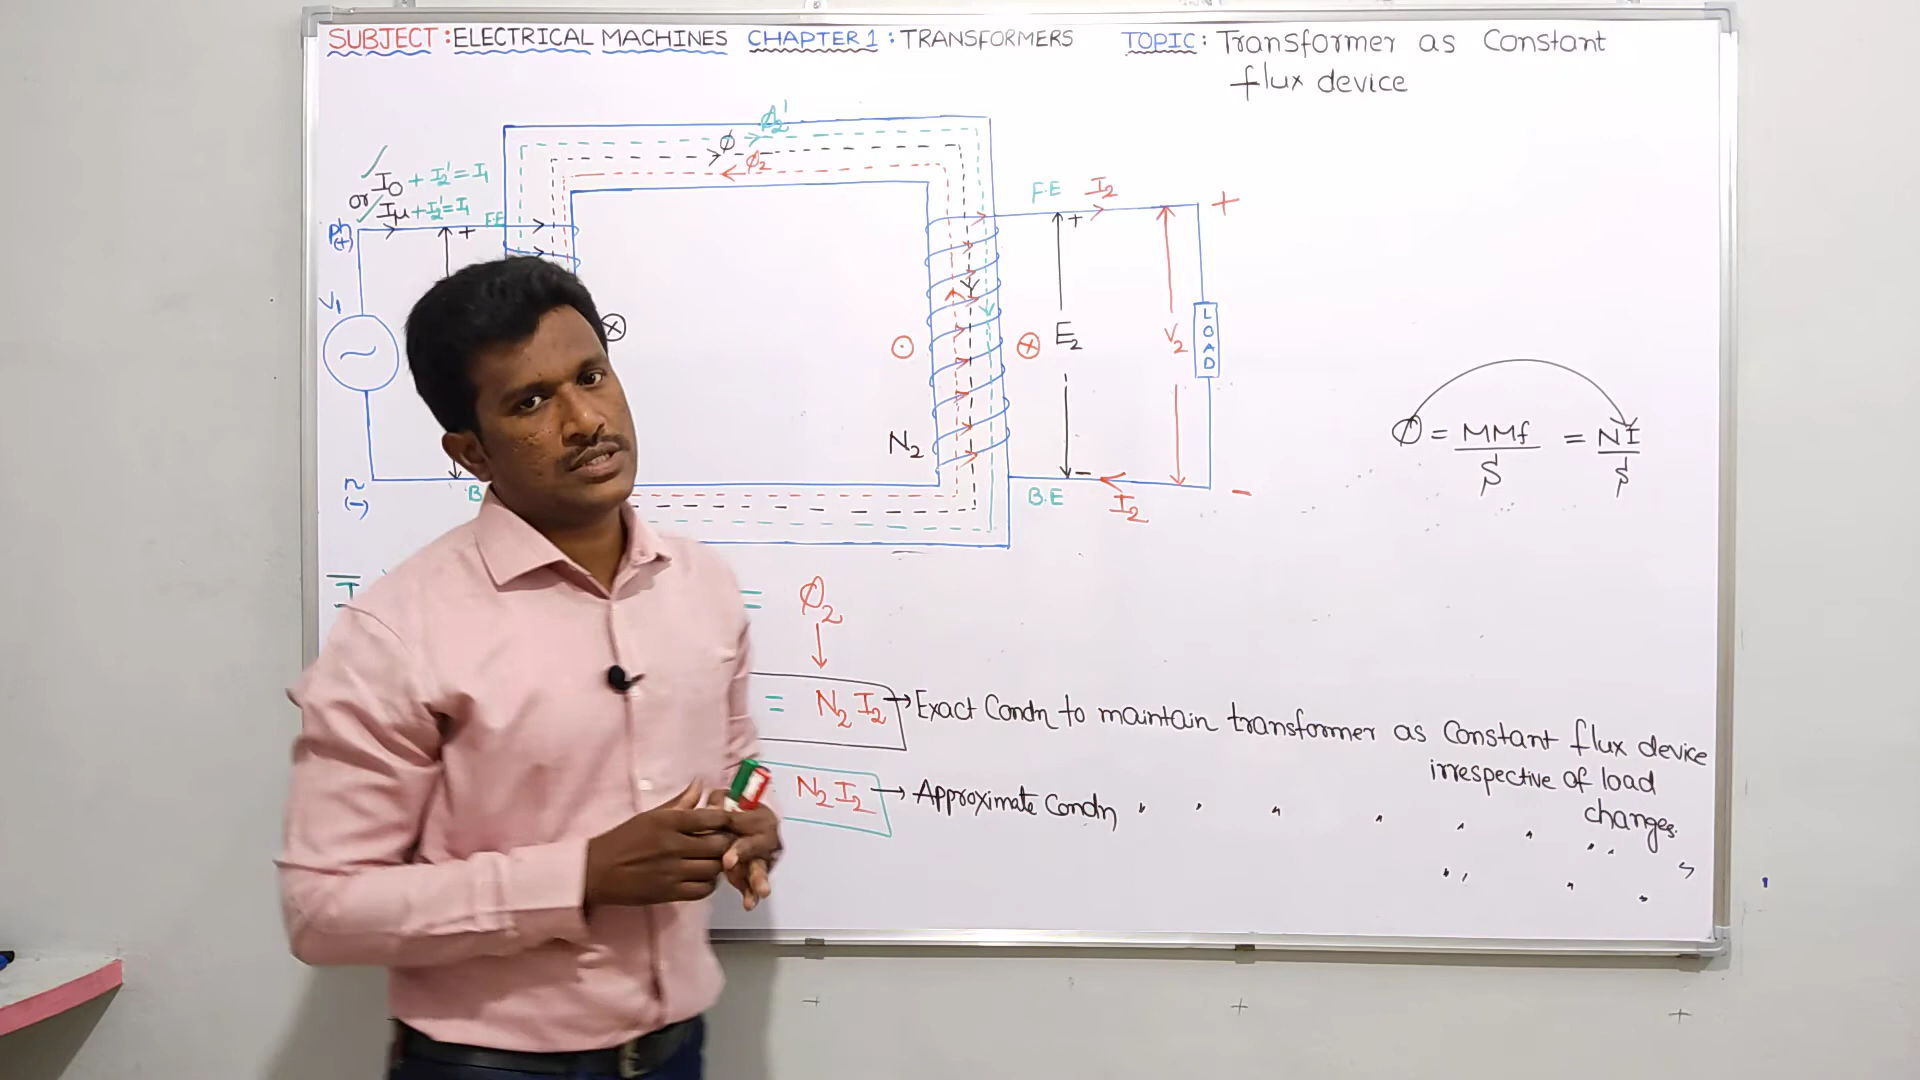 SUBJECT : ELECTRICAL MACHINES CHAPTER 1 : TRANSFORMERS TOPIC : Transformer as Constant
flux device
Φ2'
Φ
Φ2
I0 + I2' = I1
or
Iμ + I2' = I1
F.E
ph
(+)
+
V1
n
(-)
B
N2
F.E
I2
+
E2
-
B.E
I2
+
V2
-
LOAD
Φ = MMf / S = NI / S
= Φ2
= N2 I2 → Exact Condn to maintain transformer as Constant flux device
irrespective of load
changes.
N2 I2 → Approximate Condn " " " " " " "